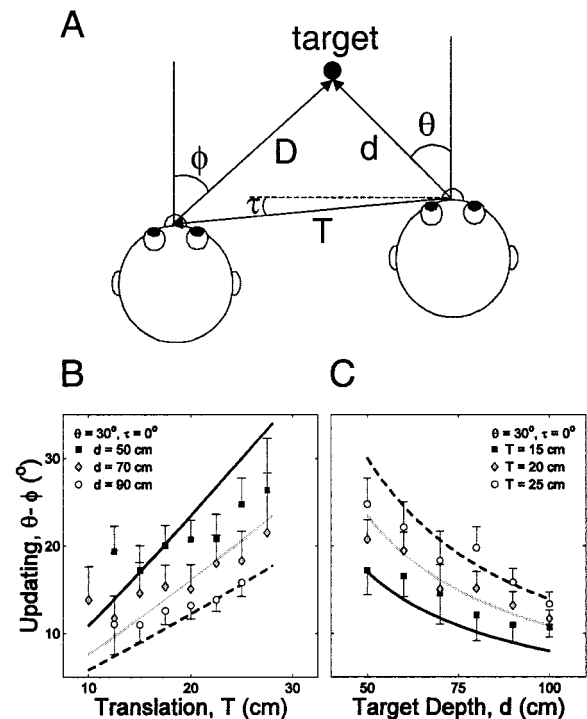 A
target
ϕ
D
d
θ
τ
T
B
C
θ = 30°, τ = 0°
d = 50 cm
d = 70 cm
d = 90 cm
θ = 30°, τ = 0°
T = 15 cm
T = 20 cm
T = 25 cm
Updating, θ-ϕ (°)
30
20
10
10
20
30
50
75
100
Translation, T (cm)
Target Depth, d (cm)